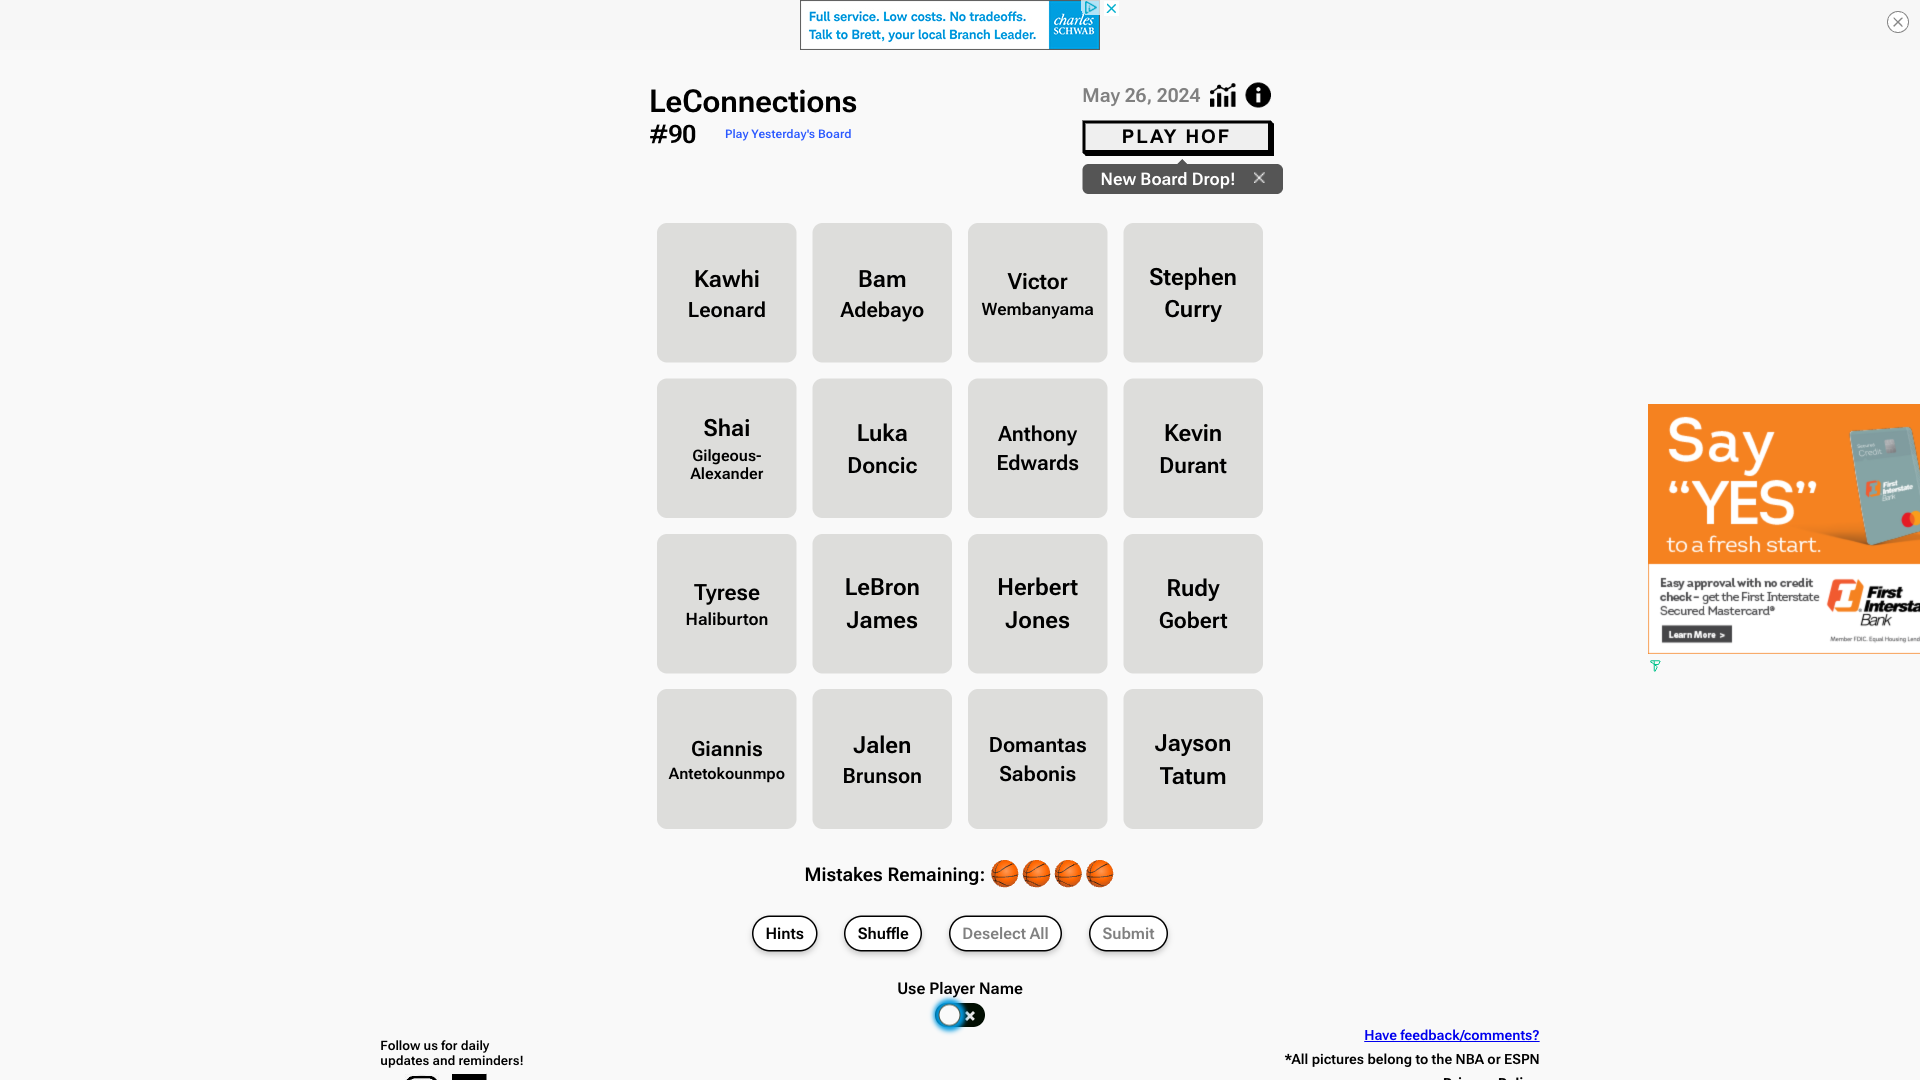 Full service. Low costs. No tradeoffs.
Talk to Brett, your local Branch Leader.
charles
SCHWAB
LeConnections
#90
Play Yesterday's Board
May 26, 2024
PLAY HOF
New Board Drop!
Kawhi
Leonard
Bam
Adebayo
Victor
Wembanyama
Stephen
Curry
Shai
Gilgeous-
Alexander
Luka
Doncic
Anthony
Edwards
Kevin
Durant
Tyrese
Haliburton
LeBron
James
Herbert
Jones
Rudy
Gobert
Giannis
Antetokounmpo
Jalen
Brunson
Domantas
Sabonis
Jayson
Tatum
Mistakes Remaining:
Hints
Shuffle
Deselect All
Submit
Use Player Name
Follow us for daily
updates and reminders!
Have feedback/comments?
*All pictures belong to the NBA or ESPN
Say
“YES”
to a fresh start.
Secured
Credit
First
Interstate
Bank
Easy approval with no credit
check – get the First Interstate
Secured Mastercard®
Learn More >
First
Intersta
Bank
Member FDIC. Equal Housing Lend